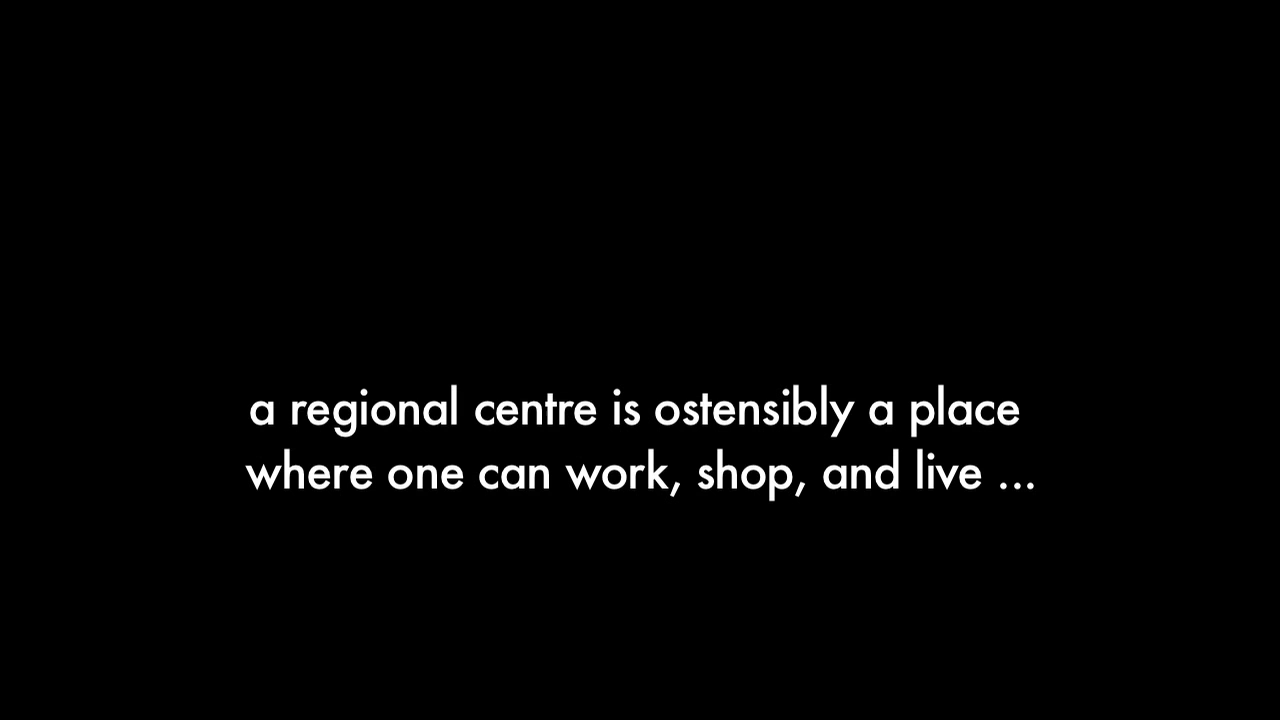 a regional centre is ostensibly a place
where one can work, shop, and live ...